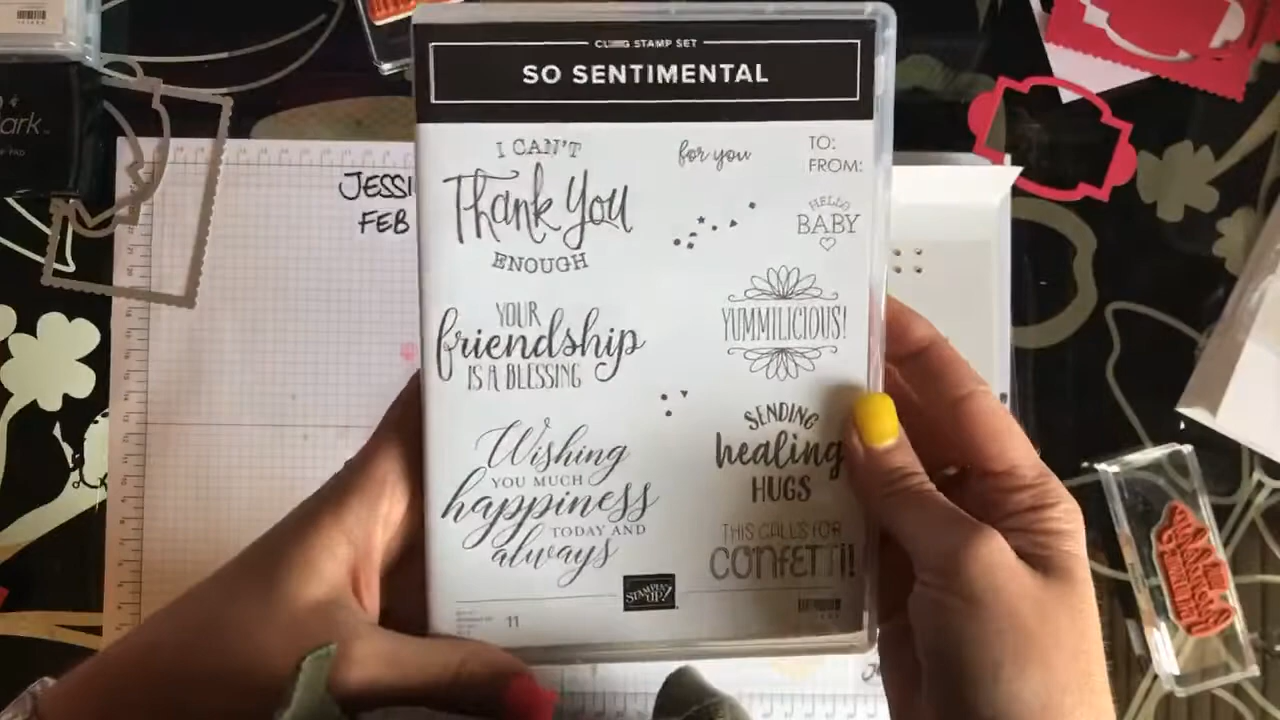 CLING STAMP SET
SO SENTIMENTAL
I CAN'T
Thank You
ENOUGH
for you
TO:
FROM:
HELLO
BABY
YOUR
friendship
IS A BLESSING
YUMMILICIOUS!
Wishing
YOU MUCH
happiness
TODAY AND
always
SENDING
healing
HUGS
THIS CALLS FOR
CONFETTI!
STAMPIN' UP!
11
JESSI
FEB
ark
PAD